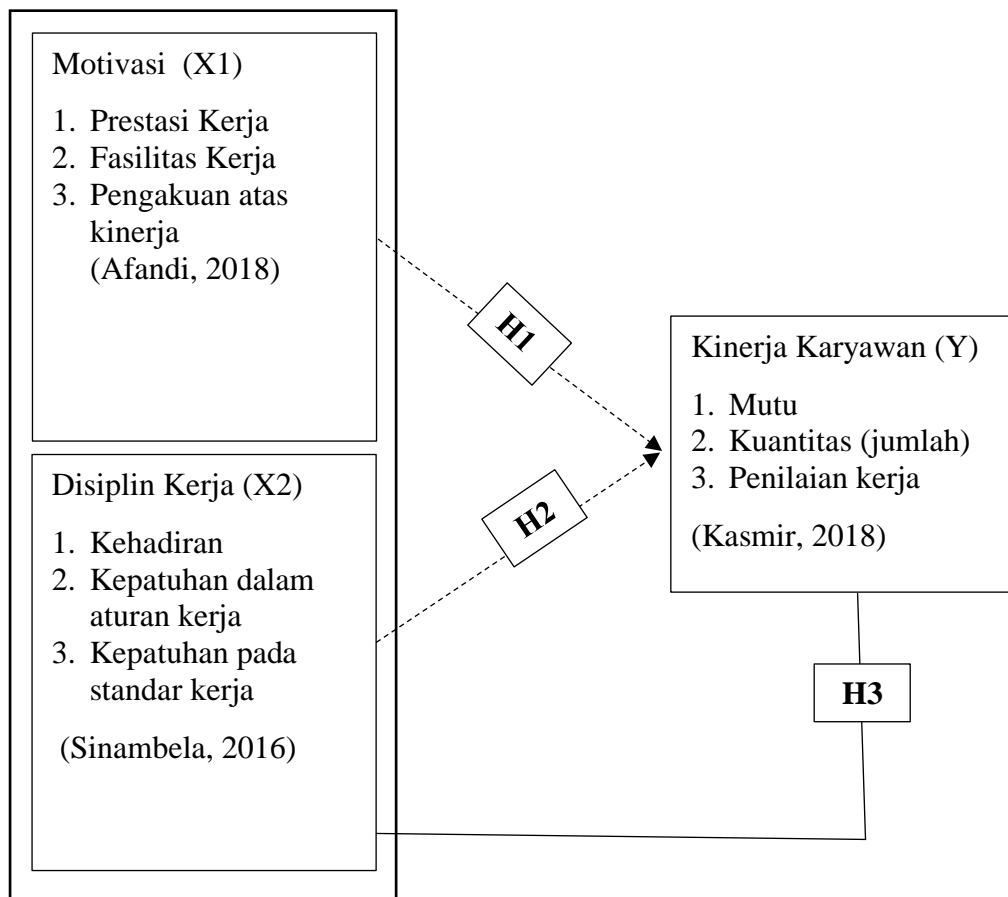 Motivasi (X1)
1. Prestasi Kerja
2. Fasilitas Kerja
3. Pengakuan atas
kinerja
(Afandi, 2018)
H1
Kinerja Karyawan (Y)
1. Mutu
2. Kuantitas (jumlah)
3. Penilaian kerja
(Kasmir, 2018)
Disiplin Kerja (X2)
1. Kehadiran
2. Kepatuhan dalam
aturan kerja
3. Kepatuhan pada
standar kerja
(Sinambela, 2016)
H2
H3